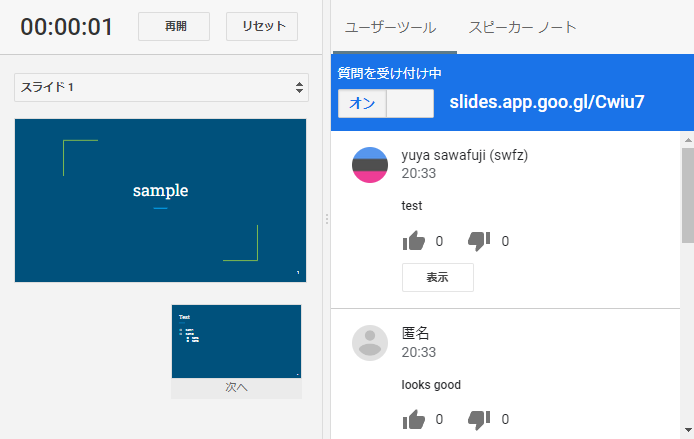 00:00:01
再開
リセット
スライド 1
sample
Test
次へ
ユーザーツール
スピーカー ノート
質問を受け付け中
オン
slides.app.goo.gl/Cwiu7
yuya sawafuji (swfz)
20:33
test
0
0
表示
匿名
20:33
looks good
0
0